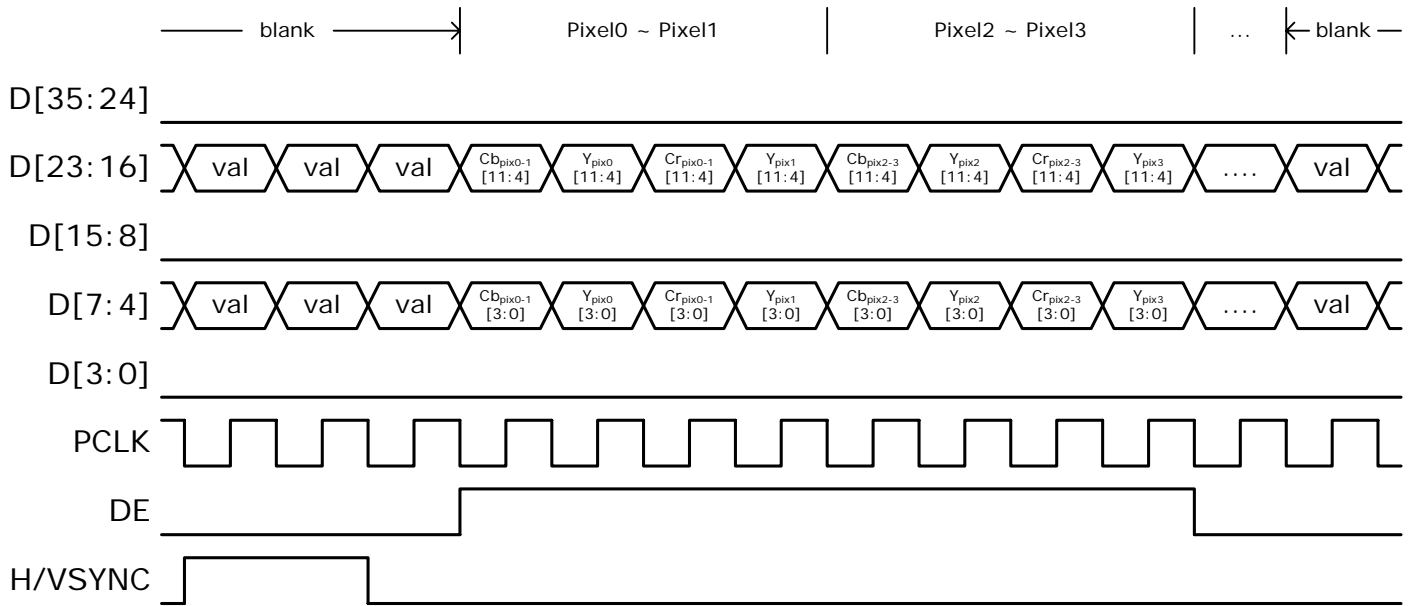 blank Pixel0 ~ Pixel1 Pixel2 ~ Pixel3 ... blank
D[35:24]
D[23:16] val val val Cbpix0-1 [11:4] Ypix0 [11:4] Crpix0-1 [11:4] Ypix1 [11:4] Cbpix2-3 [11:4] Ypix2 [11:4] Crpix2-3 [11:4] Ypix3 [11:4] .... val
D[15:8]
D[7:4] val val val Cbpix0-1 [3:0] Ypix0 [3:0] Crpix0-1 [3:0] Ypix1 [3:0] Cbpix2-3 [3:0] Ypix2 [3:0] Crpix2-3 [3:0] Ypix3 [3:0] .... val
D[3:0]
PCLK
DE
H/VSYNC